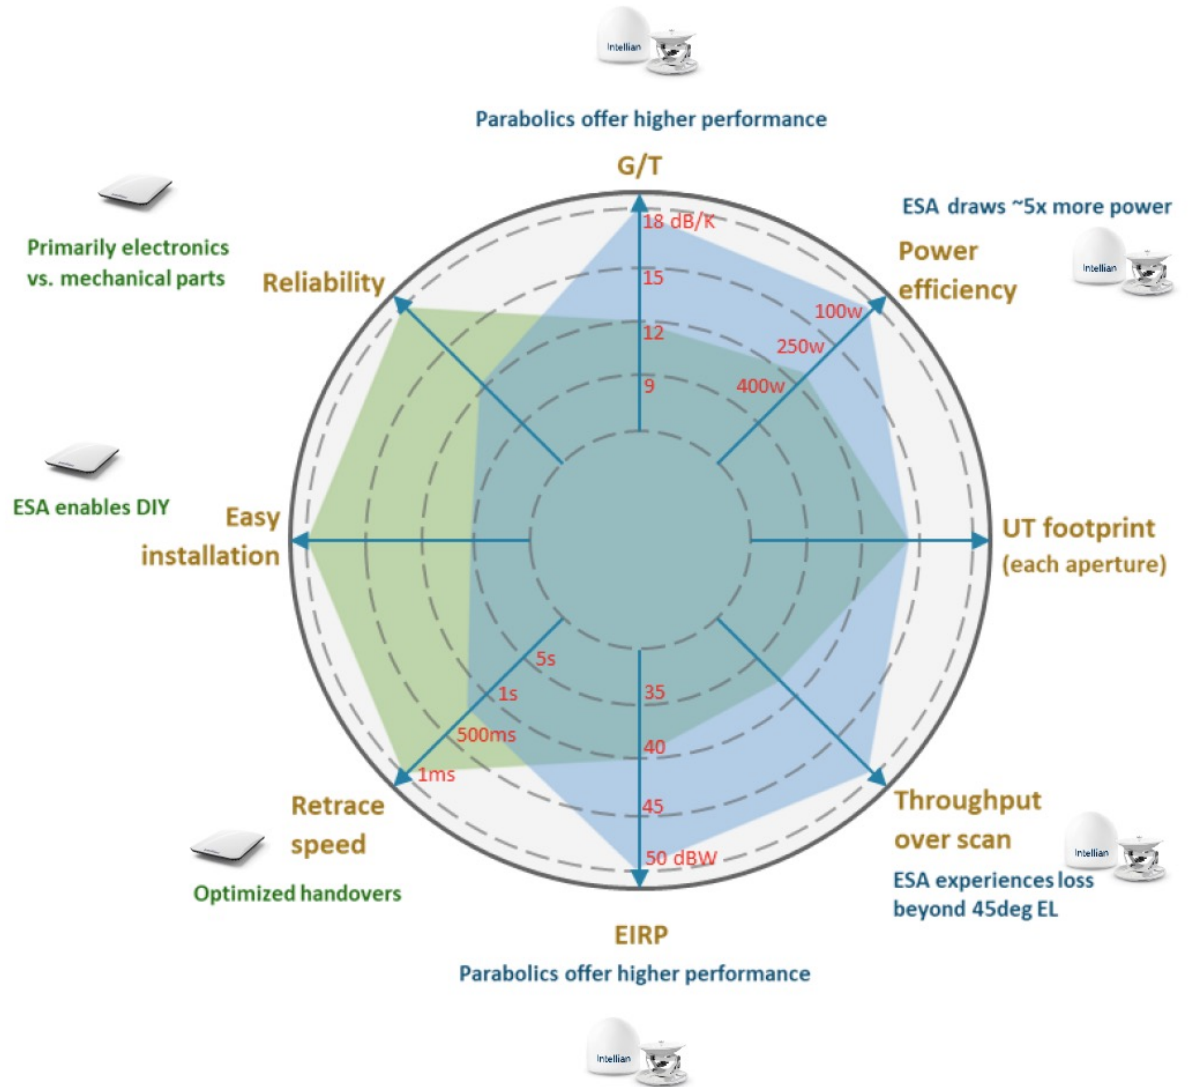 Intellian
Parabolics offer higher performance
G/T
ESA draws ~5x more power
Primarily electronics
vs. mechanical parts
Reliability
Power
efficiency
Intellian
18 dB/K
15
12
9
100w
250w
400w
ESA enables DIY
Easy
installation
UT footprint
(each aperture)
5s
1s
500ms
1ms
35
40
45
50 dBW
Retrace
speed
Optimized handovers
Throughput
over scan
Intellian
ESA experiences loss
beyond 45deg EL
EIRP
Parabolics offer higher performance
Intellian